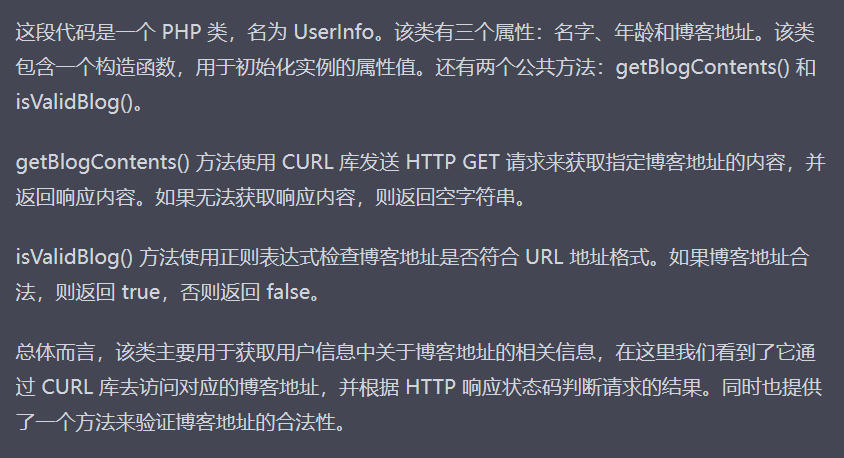 这段代码是一个 PHP 类，名为 UserInfo。该类有三个属性：名字、年龄和博客地址。该类
包含一个构造函数，用于初始化实例的属性值。还有两个公共方法：getBlogContents() 和
isValidBlog()。
getBlogContents() 方法使用 CURL 库发送 HTTP GET 请求来获取指定博客地址的内容，并
返回响应内容。如果无法获取响应内容，则返回空字符串。
isValidBlog() 方法使用正则表达式检查博客地址是否符合 URL 地址格式。如果博客地址合
法，则返回 true，否则返回 false。
总体而言，该类主要用于获取用户信息中关于博客地址的相关信息，在这里我们看到了它通
过 CURL 库去访问对应的博客地址，并根据 HTTP 响应状态码判断请求的结果。同时也提供
了一个方法来验证博客地址的合法性。